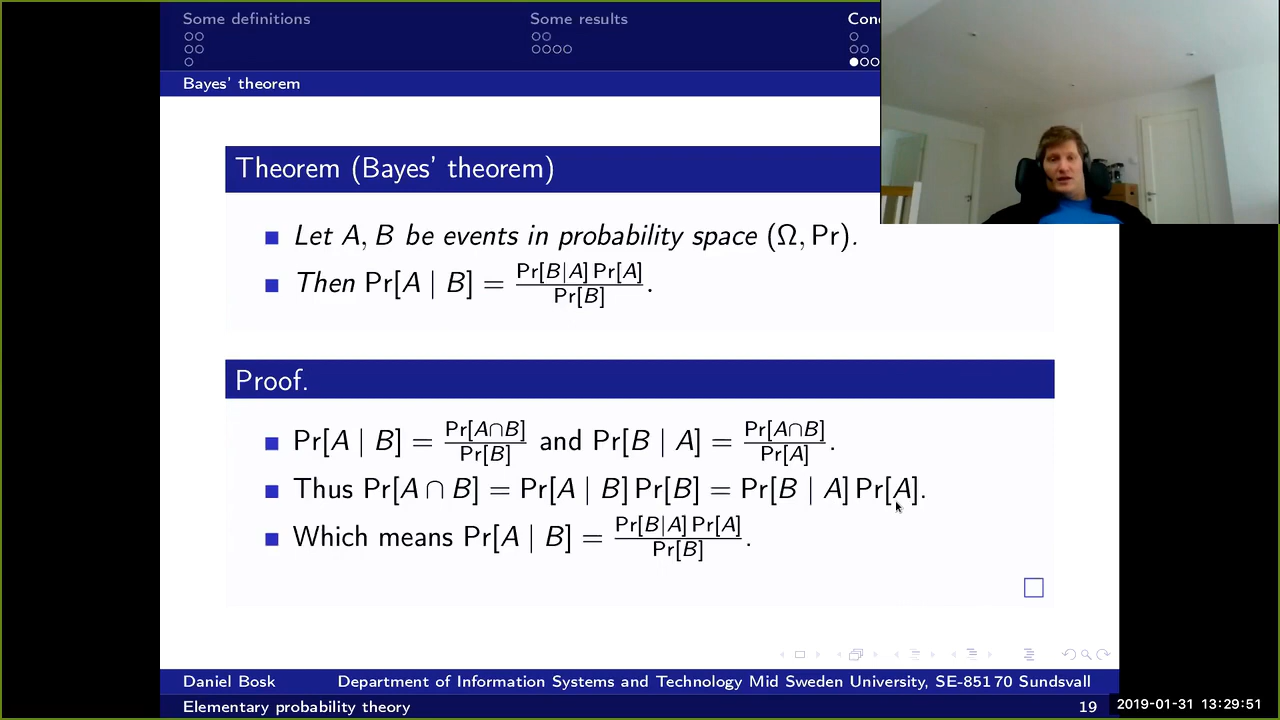 Some definitions Some results Con
Bayes' theorem
Theorem (Bayes' theorem)
Let A, B be events in probability space (Ω, Pr).
Then Pr[A | B] = Pr[B|A] Pr[A] / Pr[B].
Proof.
Pr[A | B] = Pr[A∩B] / Pr[B] and Pr[B | A] = Pr[A∩B] / Pr[A].
Thus Pr[A ∩ B] = Pr[A | B] Pr[B] = Pr[B | A] Pr[A].
Which means Pr[A | B] = Pr[B|A] Pr[A] / Pr[B].
Daniel Bosk Department of Information Systems and Technology Mid Sweden University, SE-851 70 Sundsvall
Elementary probability theory 19
2019-01-31 13:29:51